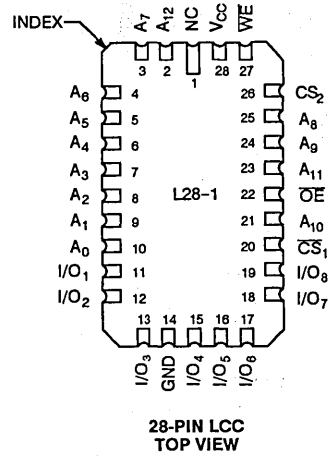 INDEX
A7 A12 NC VCC W̅E̅
3 2 1 28 27
A6 4 26 CS2
A5 5 25 A8
A4 6 24 A9
A3 7 23 A11
A2 8 L28-1 22 O̅E̅
A1 9 21 A10
A0 10 20 C̅S̅1
I/O1 11 19 I/O8
I/O2 12 18 I/O7
13 14 15 16 17
I/O3 GND I/O4 I/O5 I/O6
28-PIN LCC
TOP VIEW